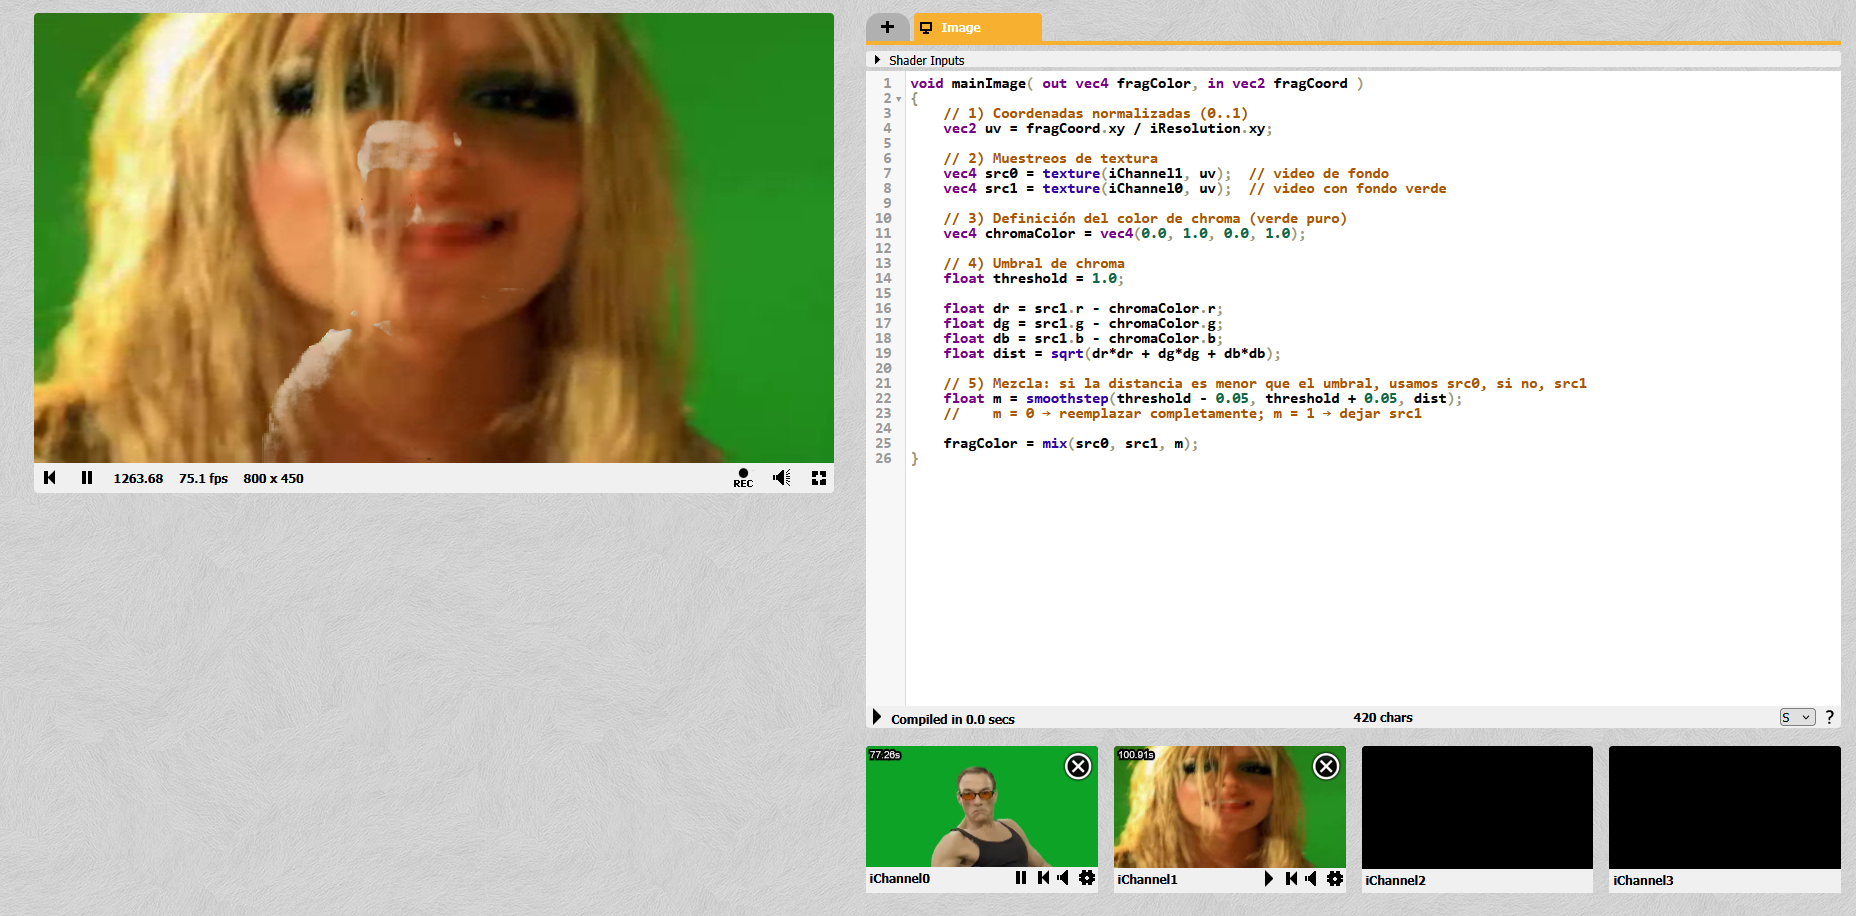 +
Image
Shader Inputs
1 void mainImage( out vec4 fragColor, in vec2 fragCoord )
2 {
3 // 1) Coordenadas normalizadas (0..1)
4 vec2 uv = fragCoord.xy / iResolution.xy;
5
6 // 2) Muestreos de textura
7 vec4 src0 = texture(iChannel1, uv); // video de fondo
8 vec4 src1 = texture(iChannel0, uv); // video con fondo verde
9
10 // 3) Definición del color de chroma (verde puro)
11 vec4 chromaColor = vec4(0.0, 1.0, 0.0, 1.0);
12
13 // 4) Umbral de chroma
14 float threshold = 1.0;
15
16 float dr = src1.r - chromaColor.r;
17 float dg = src1.g - chromaColor.g;
18 float db = src1.b - chromaColor.b;
19 float dist = sqrt(dr*dr + dg*dg + db*db);
20
21 // 5) Mezcla: si la distancia es menor que el umbral, usamos src0, si no, src1
22 float m = smoothstep(threshold - 0.05, threshold + 0.05, dist);
23 // m = 0 → reemplazar completamente; m = 1 → dejar src1
24
25 fragColor = mix(src0, src1, m);
26 }
1263.68 75.1 fps 800 x 450 REC
Compiled in 0.0 secs 420 chars S ?
77.26s
100.91s
iChannel0
iChannel1
iChannel2
iChannel3